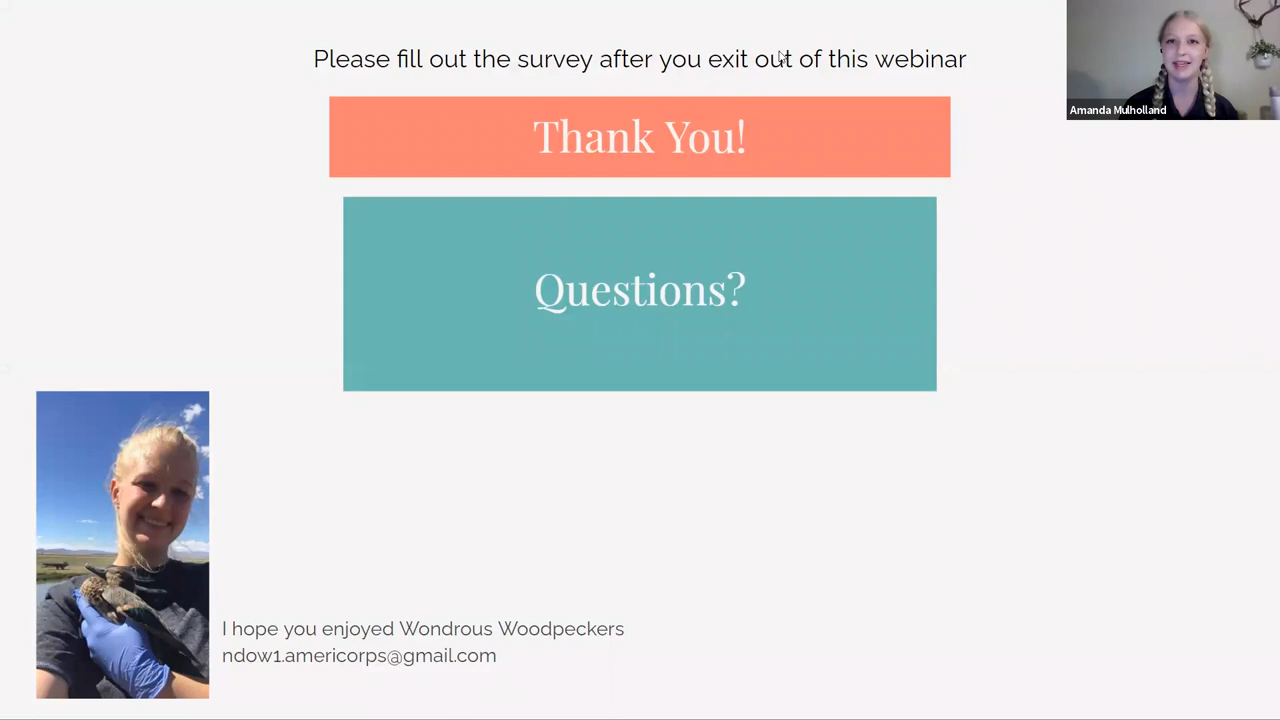 Please fill out the survey after you exit out of this webinar
Amanda Mulholland
Thank You!
Questions?
I hope you enjoyed Wondrous Woodpeckers
ndow1.americorps@gmail.com